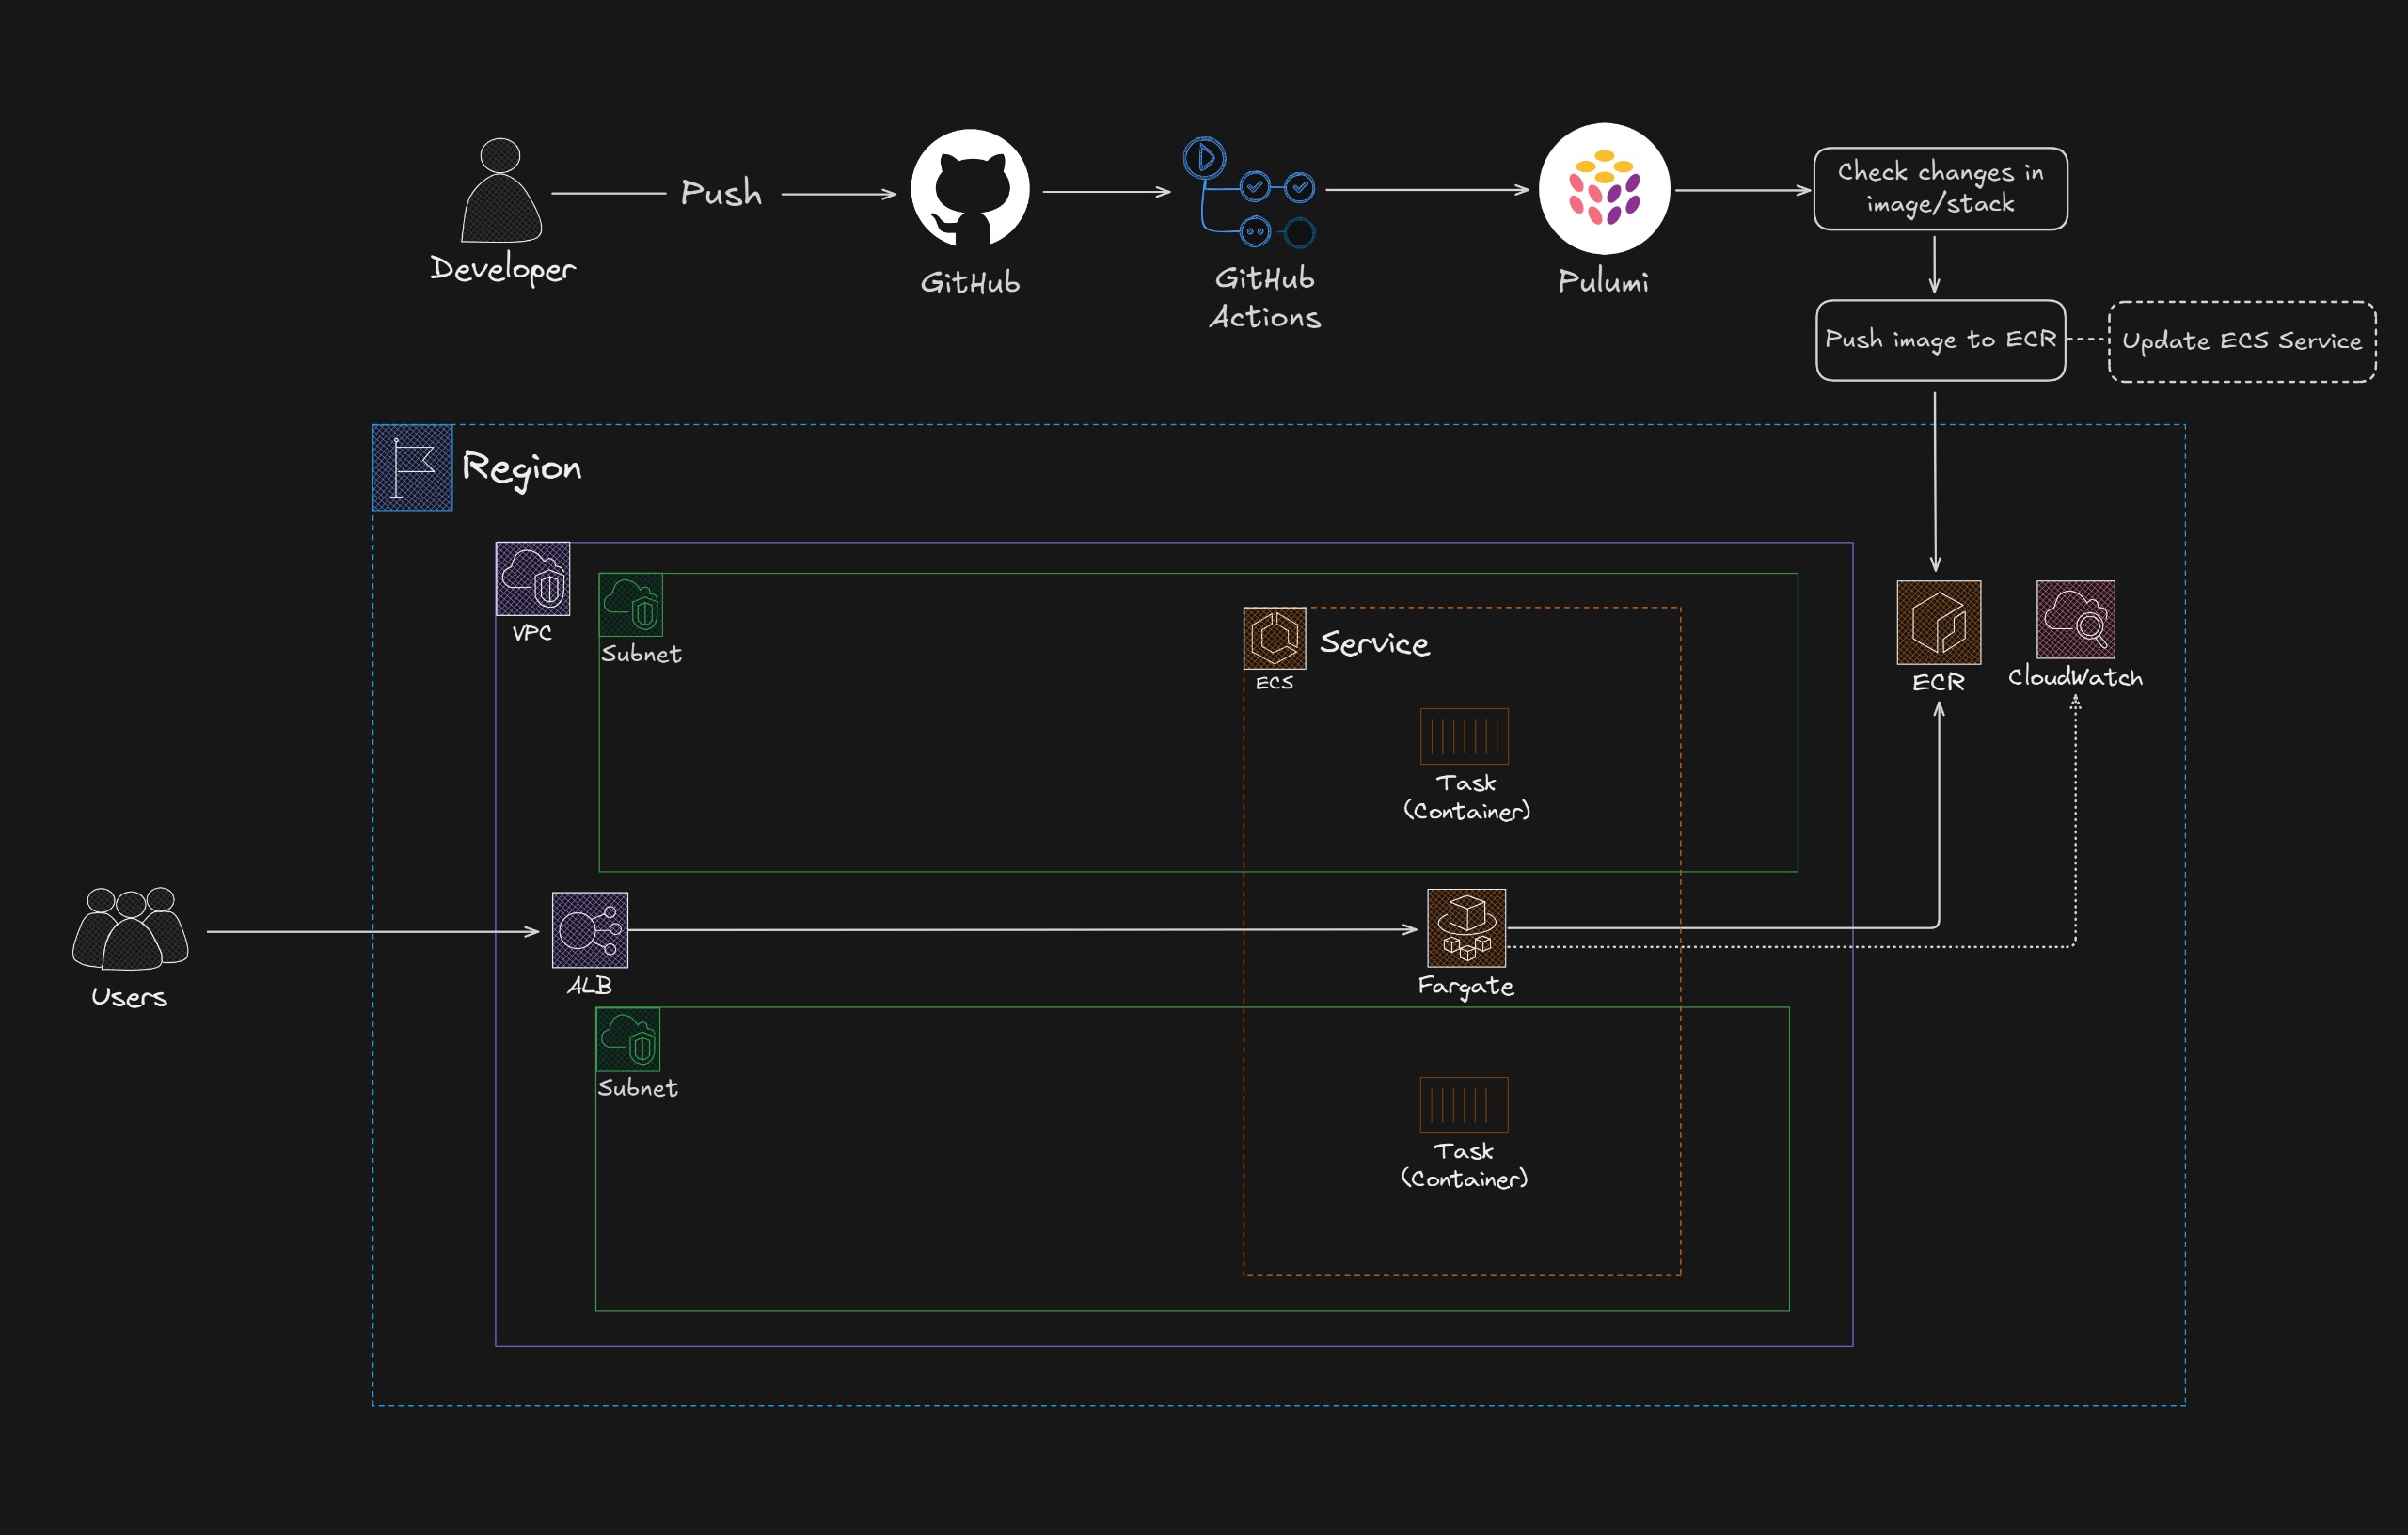 Developer
Push
GitHub
GitHub
Actions
Pulumi
Check changes in
image/stack
Push image to ECR
Update ECS Service
Region
VPC
Subnet
ECS
Service
Task
(Container)
ECR
CloudWatch
Users
ALB
Fargate
Subnet
Task
(Container)